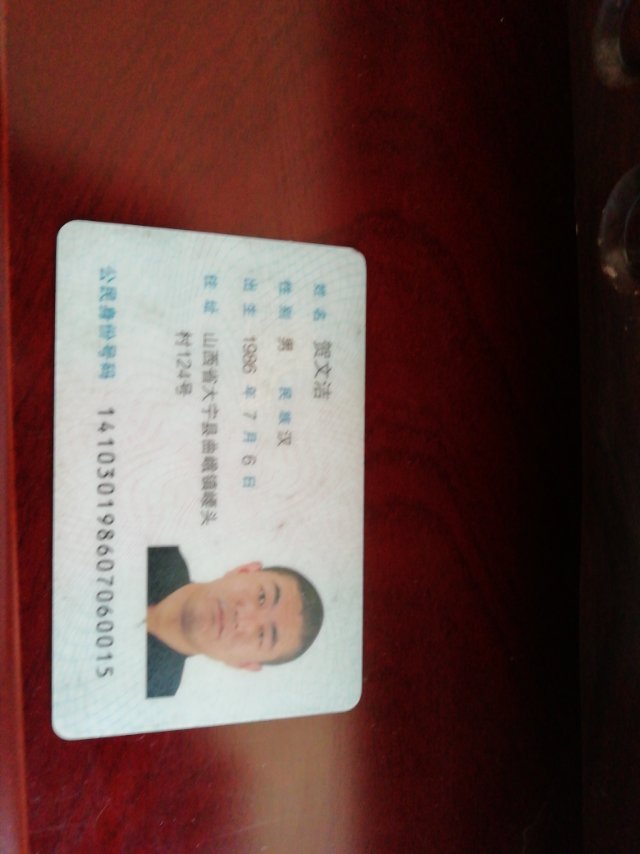 姓名 贺文洁
性别 男 民族 汉
出生 1986 年 7 月 6 日
住址 山西省大宁县曲峨镇
村124号
公民身份号码 141030198607060015